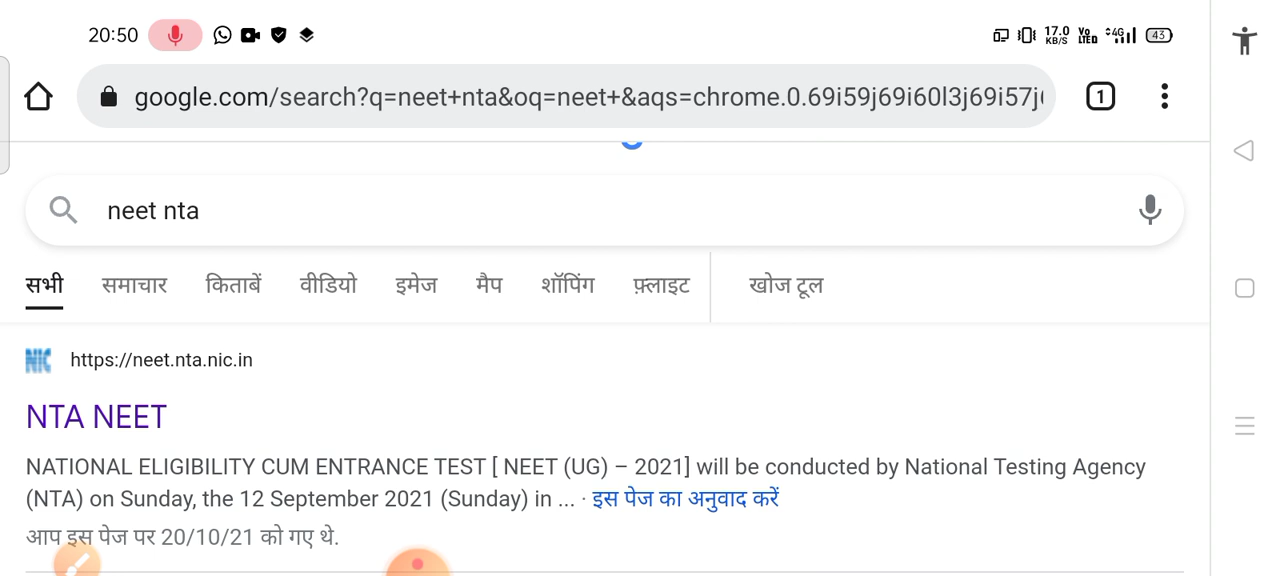 20:50
17.0
KB/S
Vo
LTED
4G
43
google.com/search?q=neet+nta&oq=neet+&aqs=chrome.0.69i59j69i60l3j69i57j
1
neet nta
सभी समाचार किताबें वीडियो इमेज मैप शॉपिंग फ़्लाइट खोज टूल
NIC https://neet.nta.nic.in
NTA NEET
NATIONAL ELIGIBILITY CUM ENTRANCE TEST [ NEET (UG) – 2021] will be conducted by National Testing Agency
(NTA) on Sunday, the 12 September 2021 (Sunday) in ... · इस पेज का अनुवाद करें
आप इस पेज पर 20/10/21 को गए थे.